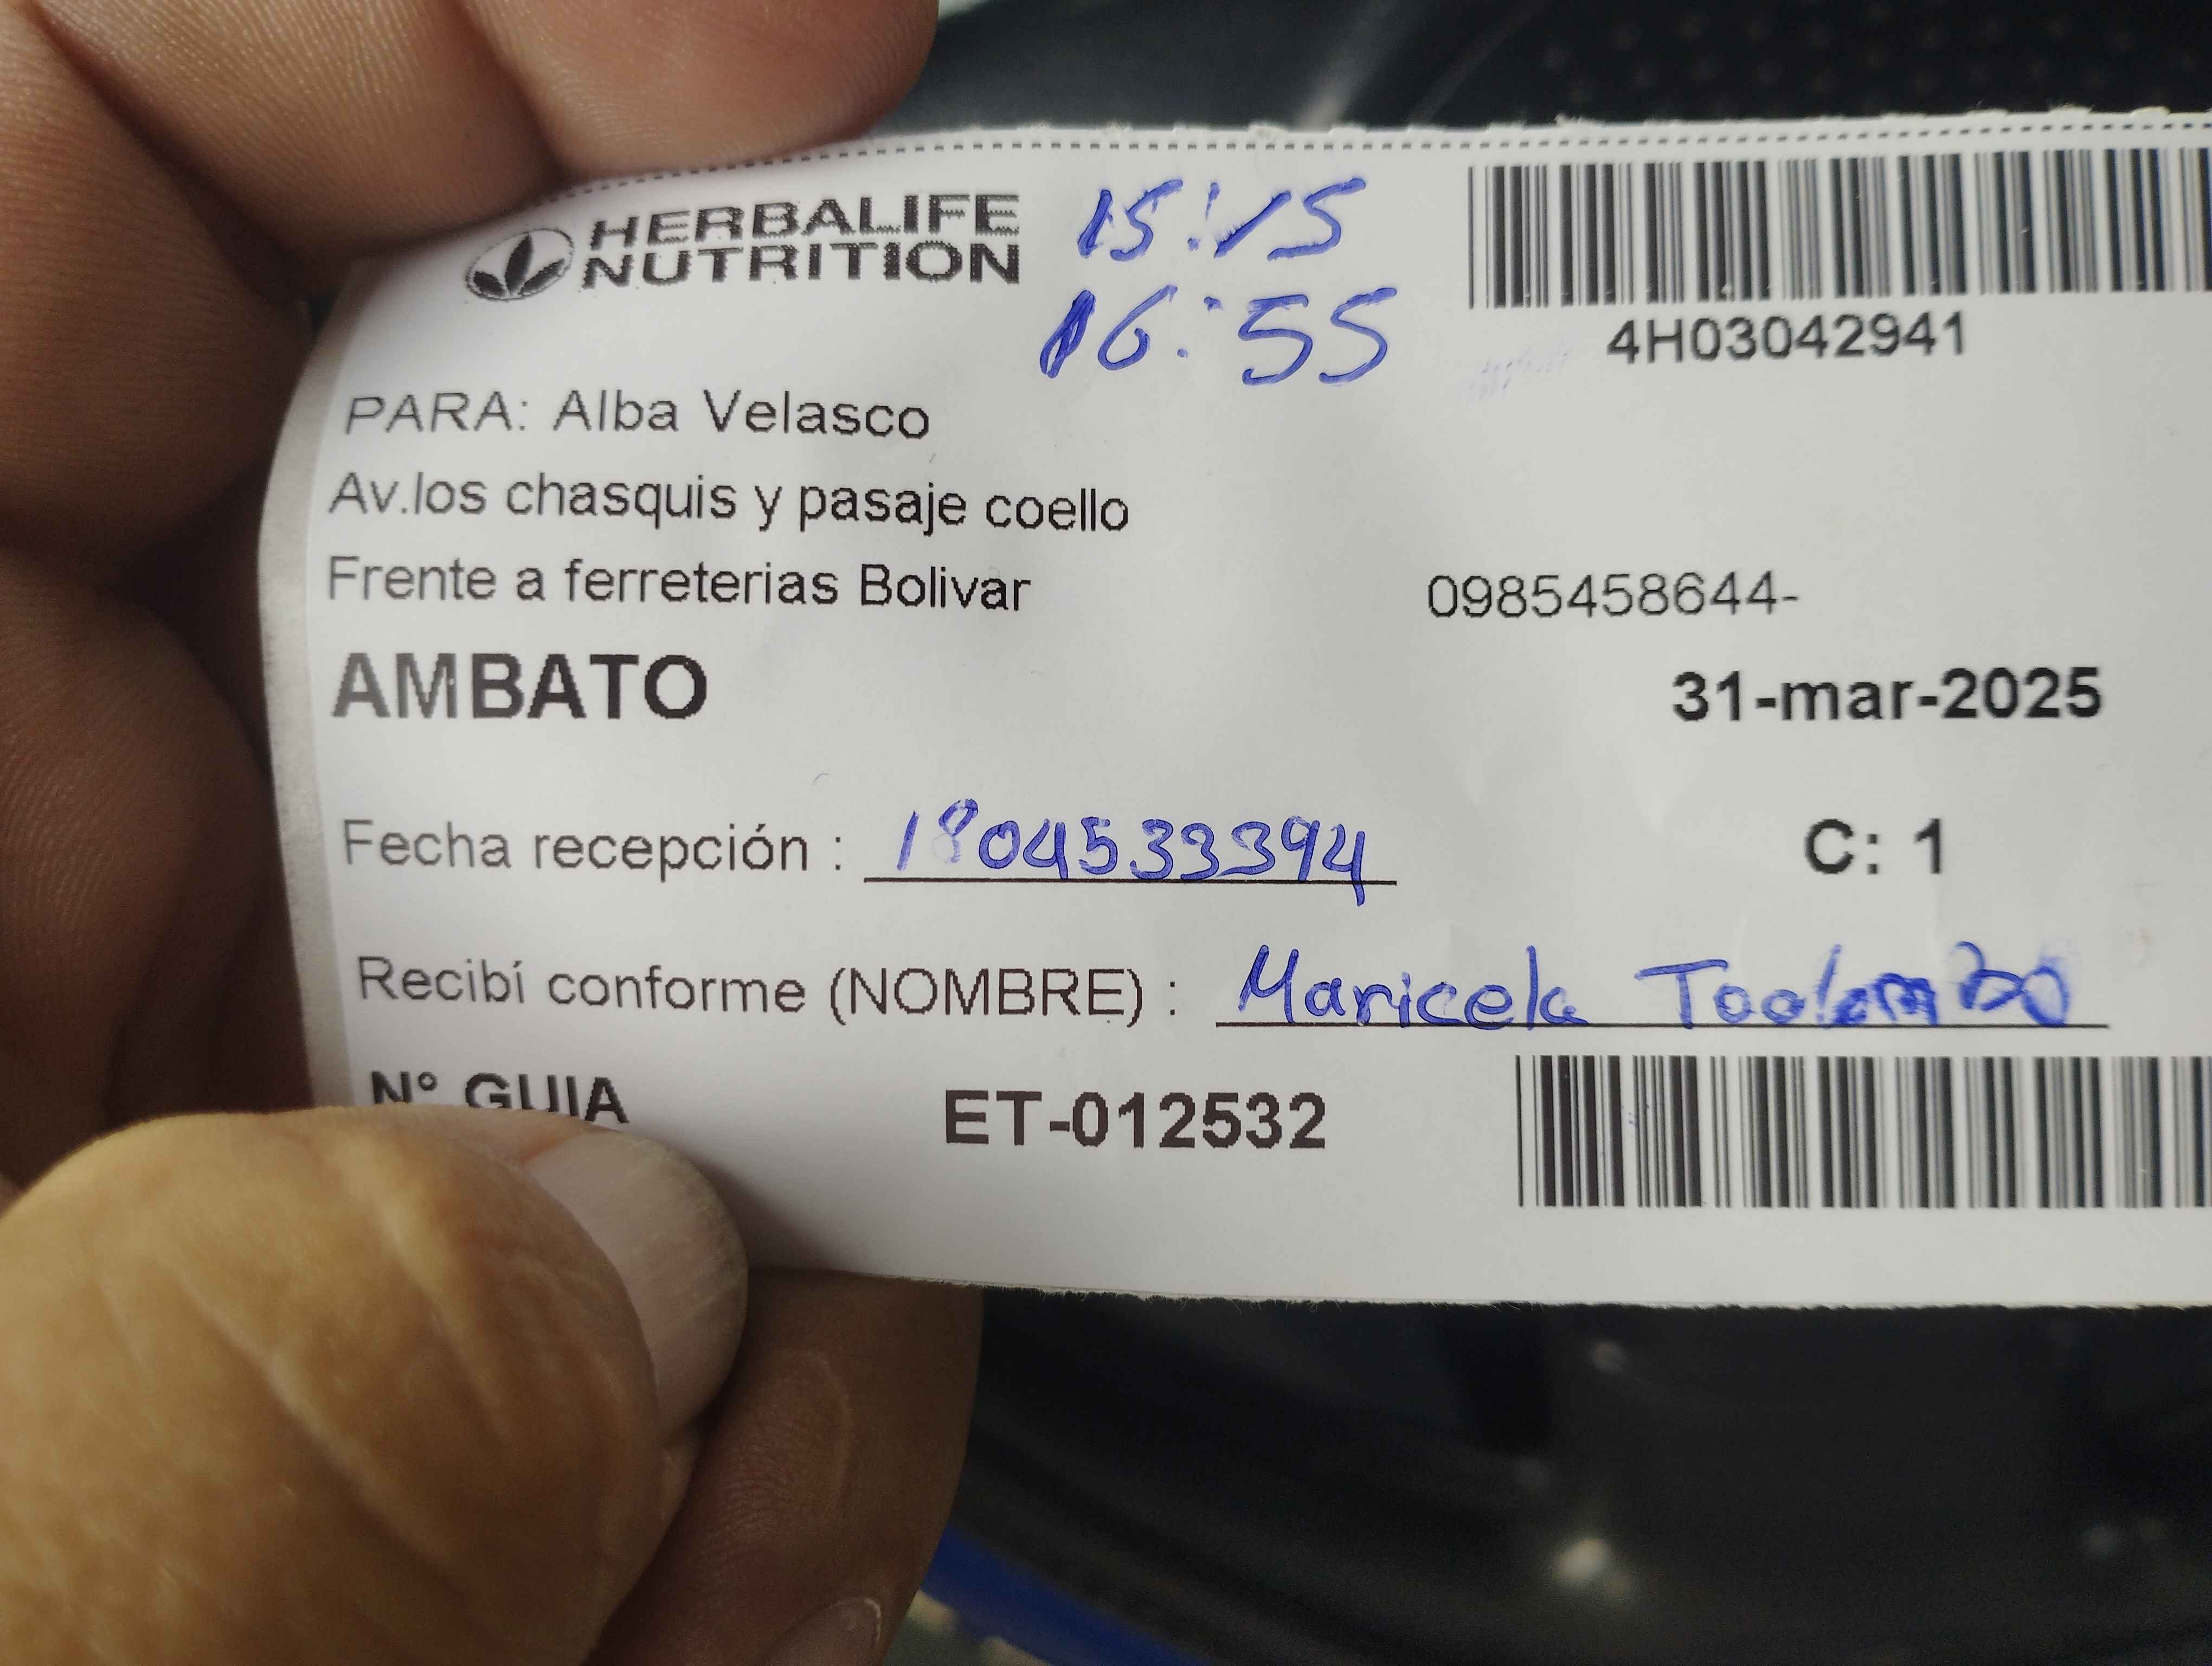 HERBALIFE
NUTRITION
15:15
16:55
4H03042941
PARA: Alba Velasco
Av.los chasquis y pasaje coello
Frente a ferreterias Bolivar
0985458644-
AMBATO
31-mar-2025
Fecha recepción : 1804533394
C: 1
Recibí conforme (NOMBRE) : Maricela
N° GUIA ET-012532